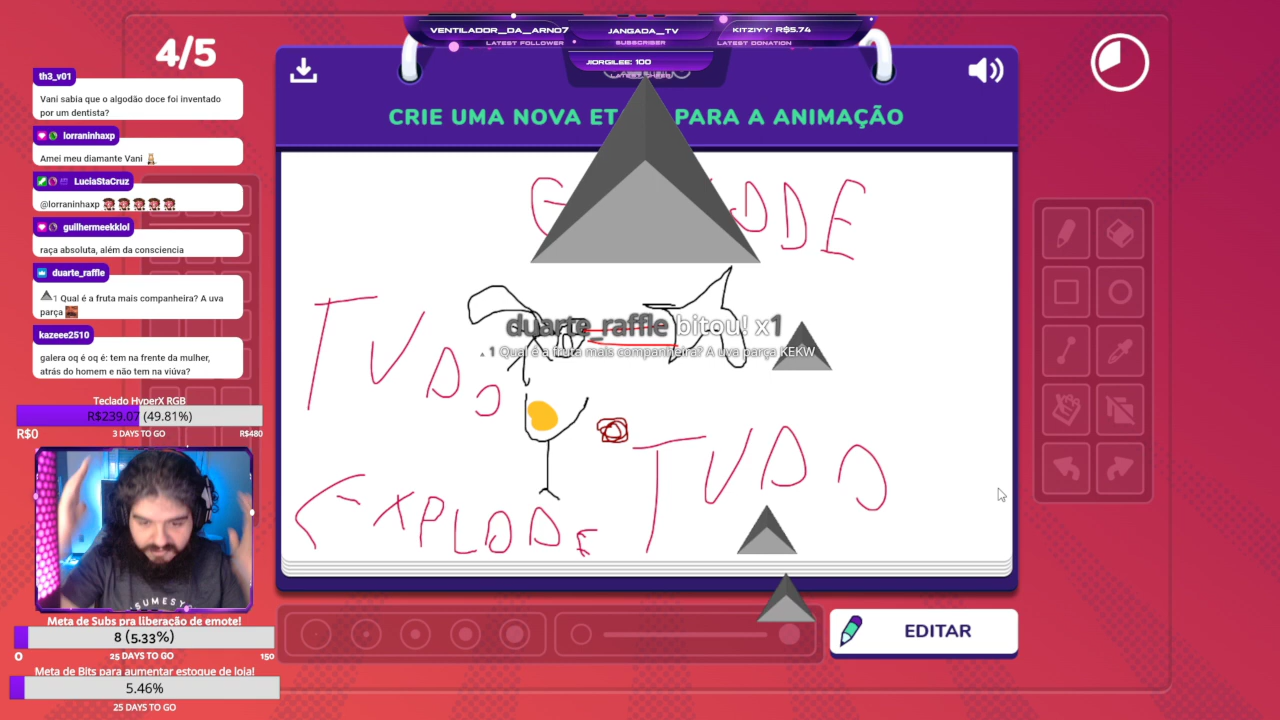 VENTILADOR_DA_ARNO7
LATEST FOLLOWER
JANGADA_TV
SUBSCRIBER
KITZIYY: R$5.74
LATEST DONATION
JIORGILEE: 100
4/5
CRIE UMA NOVA ET PARA A ANIMAÇÃO
th3_v01
Vani sabia que o algodão doce foi inventado
por um dentista?
lorraninhaxp
Amei meu diamante Vani
LuciaStaCruz
@lorraninhaxp
guilhermeekklol
raça absoluta, além da consciencia
duarte_raffle
1 Qual é a fruta mais companheira? A uva
parça
kazeee2510
galera oq é oq é: tem na frente da mulher,
atrás do homem e não tem na viúva?
Teclado HyperX RGB
R$239.07 (49.81%)
R$0 3 DAYS TO GO R$480
E ODE
duarte_raffle bitou! x1
1 Qual é a fruta mais companheira? A uva parça KEKW
TUDO
TUDO
EXPLODE
SUMES
Meta de Subs pra liberação de emote!
8 (5.33%)
0 25 DAYS TO GO 150
Meta de Bits para aumentar estoque de loja!
5.46%
25 DAYS TO GO
EDITAR